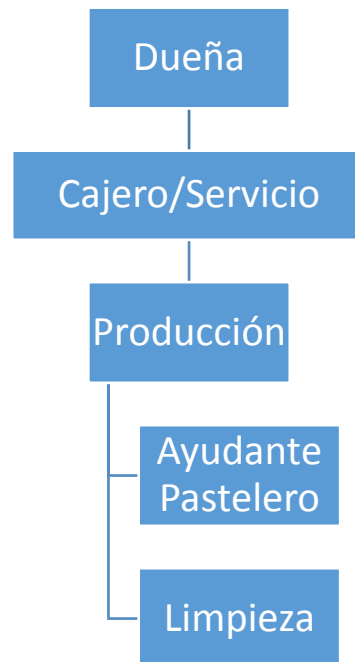 Dueña
Cajero/Servicio
Producción
Ayudante
Pastelero
Limpieza